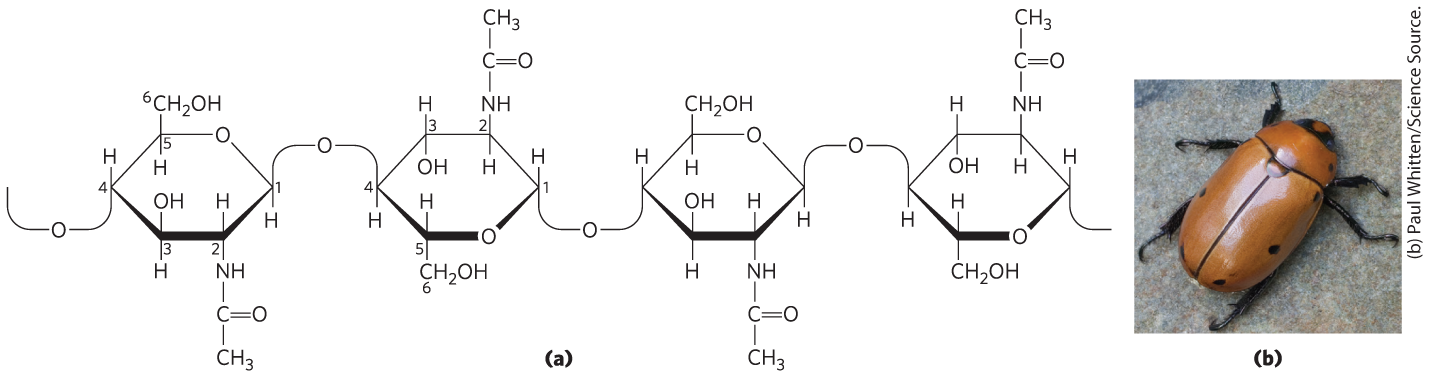 CH₃ CH₃
C=O C=O
⁶CH₂OH H NH CH₂OH H NH
5 O 3 2 O
O O
H H OH H H H H OH H H
4 1 4 1
OH H H H H OH H H H H
O O
3 2 5 O O
H NH CH₂OH H NH CH₂OH
6
C=O C=O
CH₃ CH₃
(a) (b)
(b) Paul Whitten/Science Source.